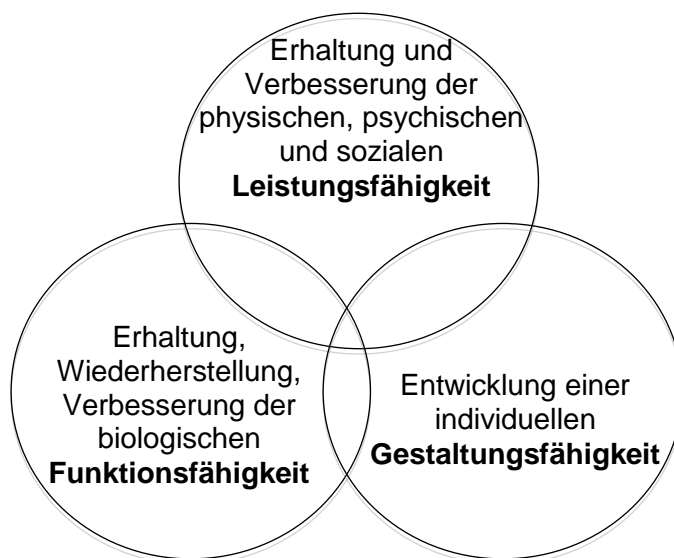 Erhaltung und
Verbesserung der
physischen, psychischen
und sozialen
Leistungsfähigkeit
Erhaltung,
Wiederherstellung,
Verbesserung der
biologischen
Funktionsfähigkeit
Entwicklung einer
individuellen
Gestaltungsfähigkeit